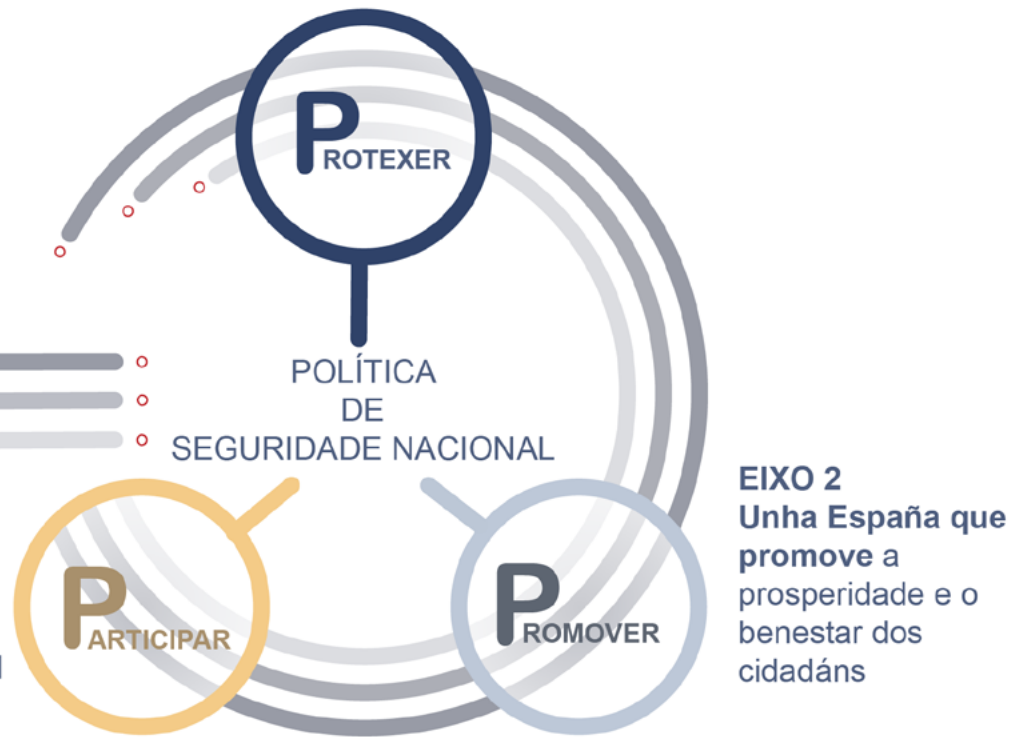 PROTEXER
POLÍTICA
DE
SEGURIDADE NACIONAL
PARTICIPAR
PROMOVER
EIXO 2
Unha España que
promove a
prosperidade e o
benestar dos
cidadáns